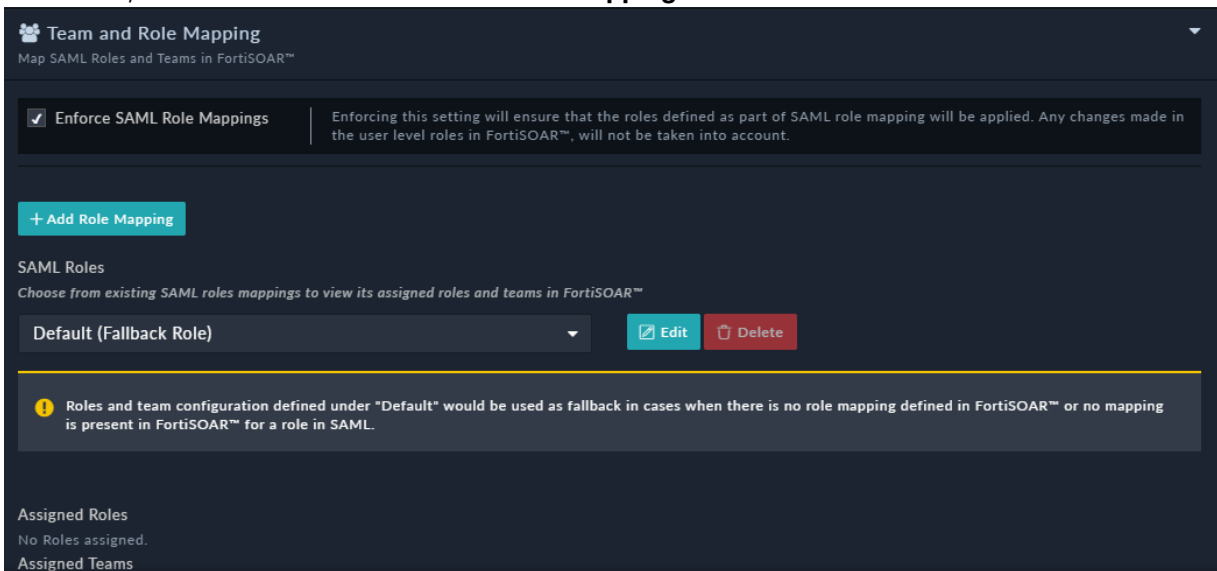 pping
Team and Role Mapping
Map SAML Roles and Teams in FortiSOAR™
Enforce SAML Role Mappings
Enforcing this setting will ensure that the roles defined as part of SAML role mapping will be applied. Any changes made in
the user level roles in FortiSOAR™, will not be taken into account.
+ Add Role Mapping
SAML Roles
Choose from existing SAML roles mappings to view its assigned roles and teams in FortiSOAR™
Default (Fallback Role)
Edit
Delete
Roles and team configuration defined under "Default" would be used as fallback in cases when there is no role mapping defined in FortiSOAR™ or no mapping
is present in FortiSOAR™ for a role in SAML.
Assigned Roles
No Roles assigned.
Assigned Teams